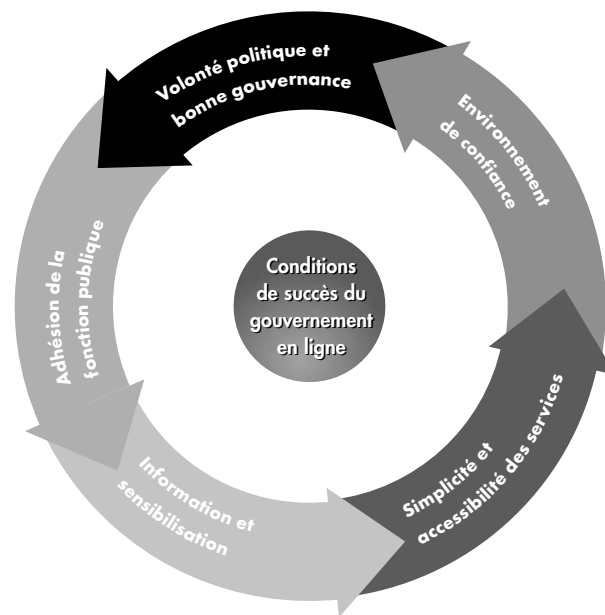 Volonté politique et
bonne gouvernance
Environnement
de confiance
Adhésion de la
fonction publique
Conditions
de succès du
gouvernement
en ligne
Information et
sensibilisation
Simplicité et
accessibilité des services